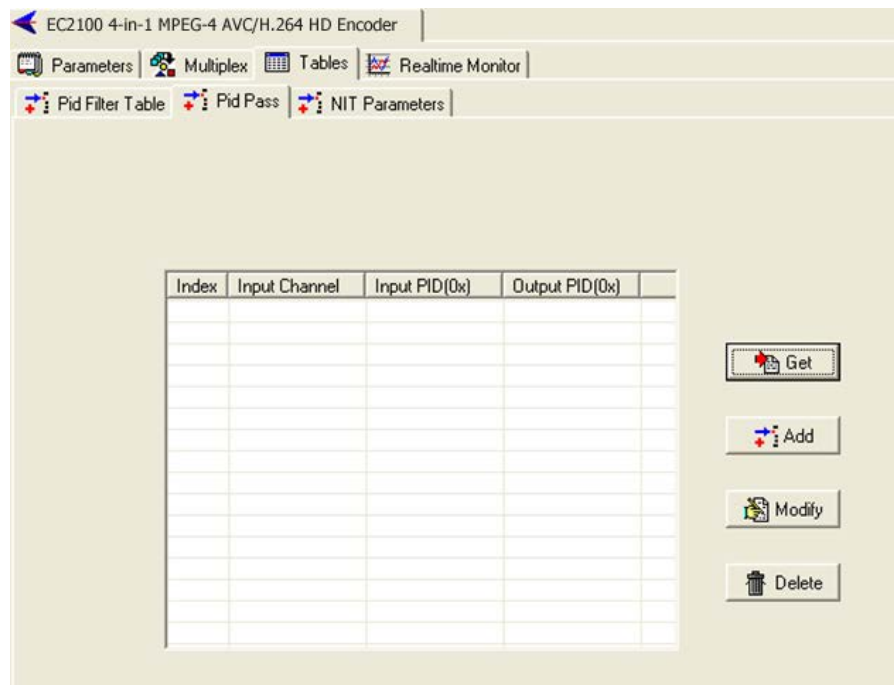 EC2100 4-in-1 MPEG-4 AVC/H.264 HD Encoder
Parameters Multiplex Tables Realtime Monitor
Pid Filter Table Pid Pass NIT Parameters
Index Input Channel Input PID(0x) Output PID(0x)
Get
Add
Modify
Delete